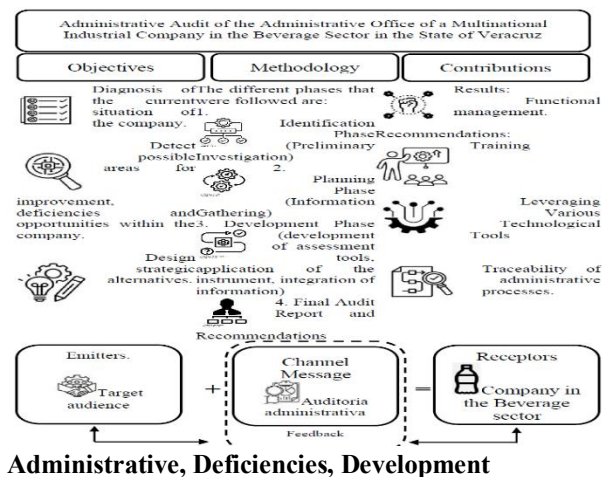 Administrative Audit of the Administrative Office of a Multinational
Industrial Company in the Beverage Sector in the State of Veracruz
Objectives
Methodology
Contributions
Diagnosis of
the current
situation of
the company.
Detect
possible
areas for
improvement,
deficiencies and
opportunities within the
company.
Design
strategic
alternatives.
The different phases that
were followed are:
1.
Identification
Phase
(Preliminary
Investigation)
2.
Planning
Phase
(Information
Gathering)
3. Development Phase
(development
of assessment
tools,
application of the
instrument, integration of
information)
4. Final Audit
Report and
Recommendations
Results:
Functional
management.
Recommendations:
Training
Leveraging
Various
Technological
Tools
Traceability of
administrative
processes.
Emitters.
Target
audience
+
Channel
Message
Auditoria
administrativa
Feedback
=
Receptors
Company in
the Beverage
sector
Administrative, Deficiencies, Development